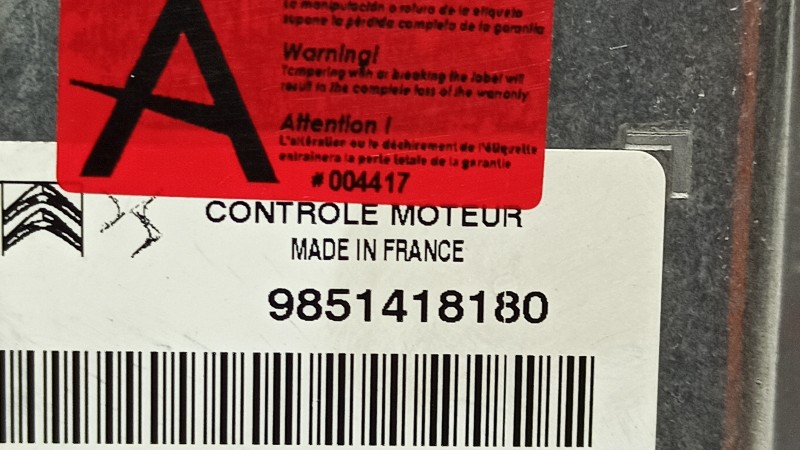 A
la manipulación o rotura de la etiqueta
supone la pérdida completa de la garantía
Warning!
Tampering with or breaking the label will
result in the complete loss of the warranty
Attention !
L'altération ou le déchirement de l'étiquette
entrainera la perte totale de la garantie
#004417
CONTROLE MOTEUR
MADE IN FRANCE
9851418180